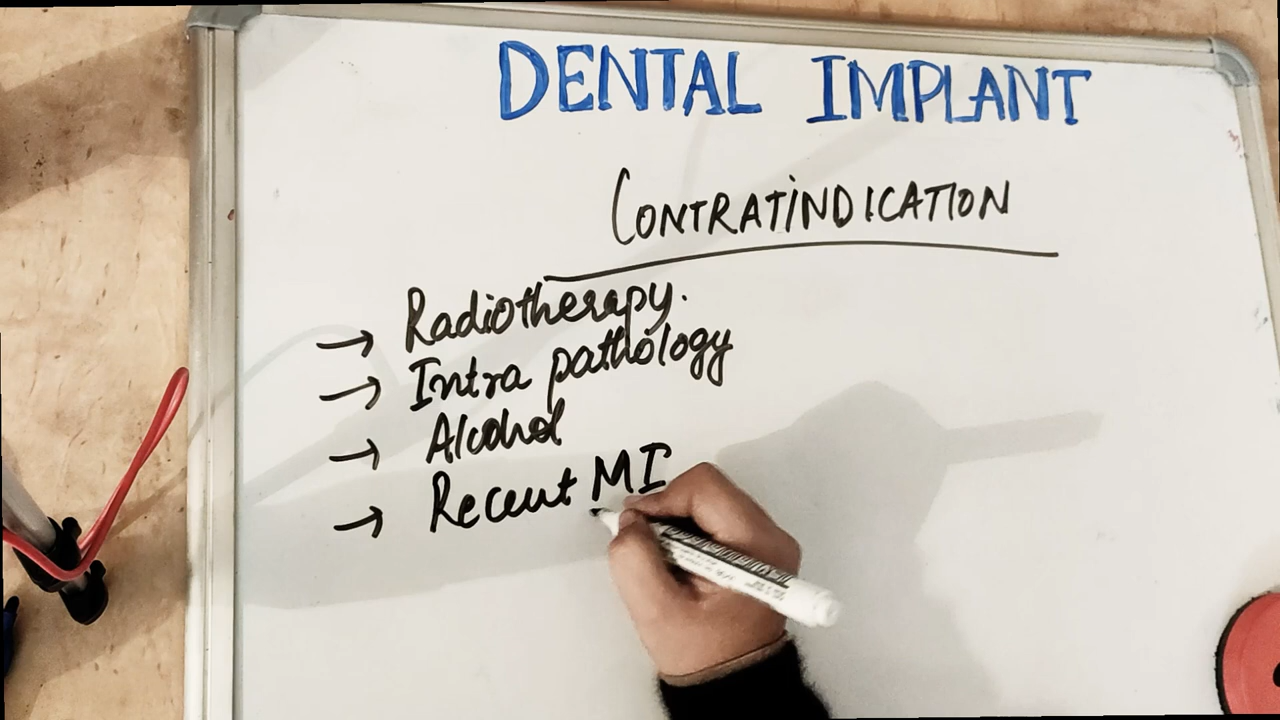 DENTAL IMPLANT
CONTRATINDICATION
→ Radiotherapy.
→ Intra pathology
→ Alcohol
→ Recent MI